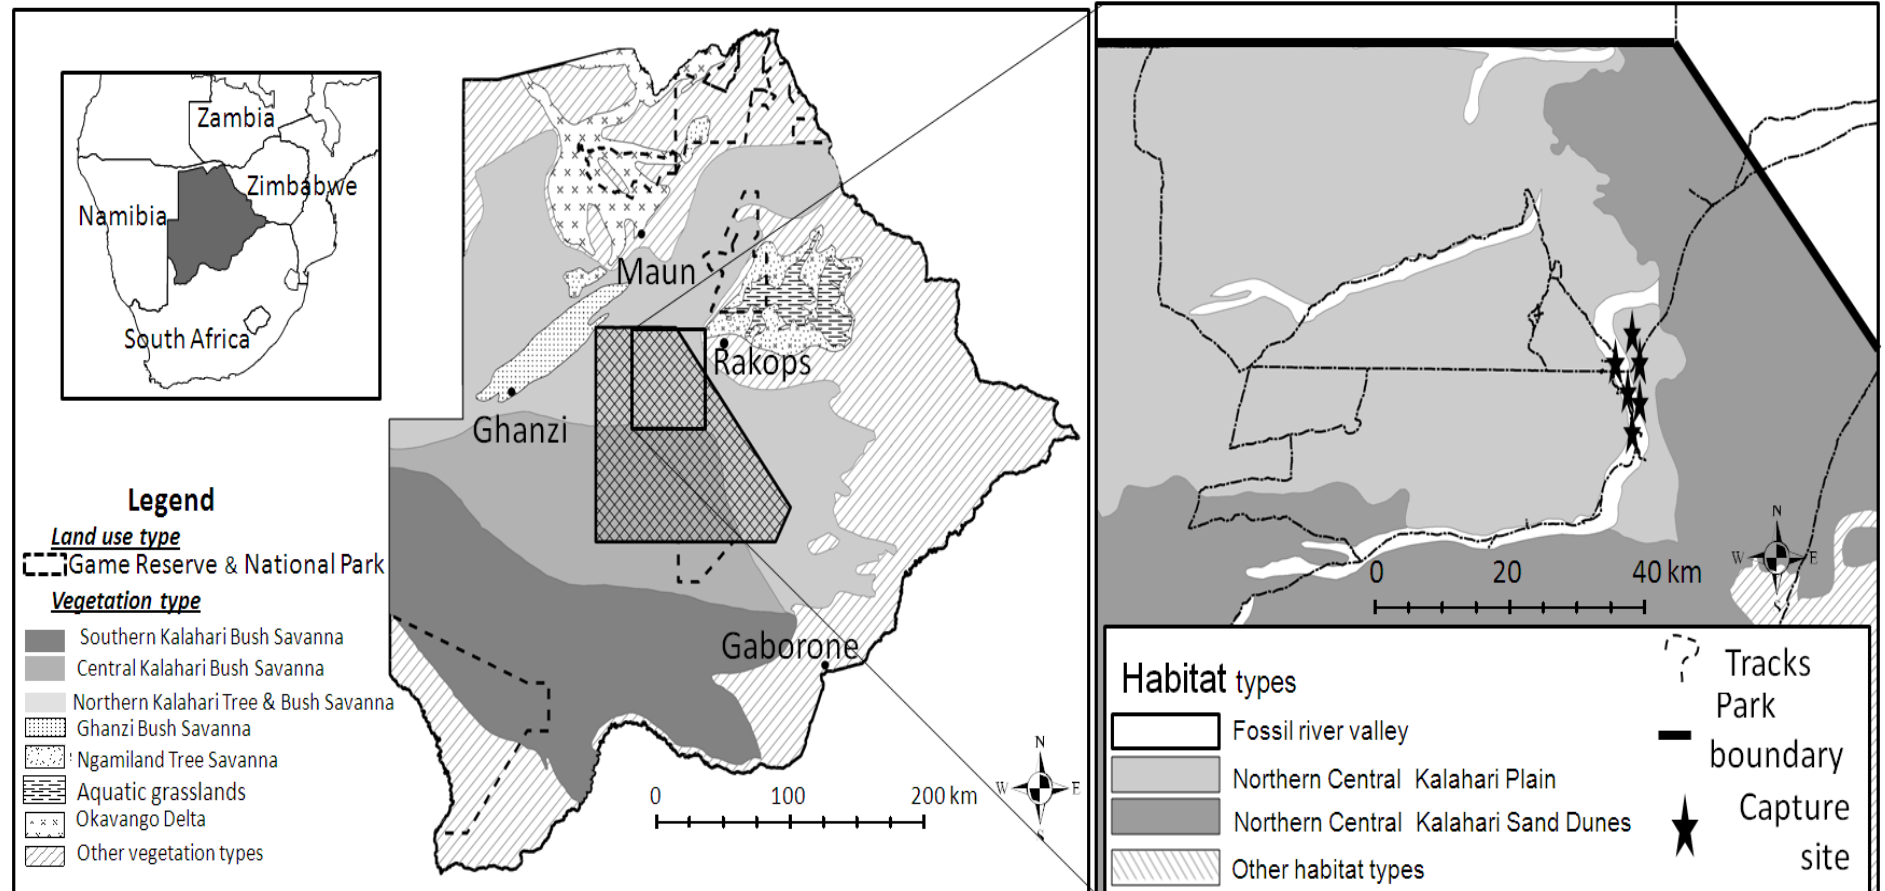 Zambia
Zimbabwe
Namibia
South Africa
Maun
Rakops
Ghanzi
Gaborone
Legend
Land use type
Game Reserve & National Park
Vegetation type
Southern Kalahari Bush Savanna
Central Kalahari Bush Savanna
Northern Kalahari Tree & Bush Savanna
Ghanzi Bush Savanna
Ngamiland Tree Savanna
Aquatic grasslands
Okavango Delta
Other vegetation types
0 100 200 km
N
W E
S
N
W E
S
0 20 40 km
Habitat types
Fossil river valley
Northern Central Kalahari Plain
Northern Central Kalahari Sand Dunes
Other habitat types
Tracks
Park
boundary
Capture
site